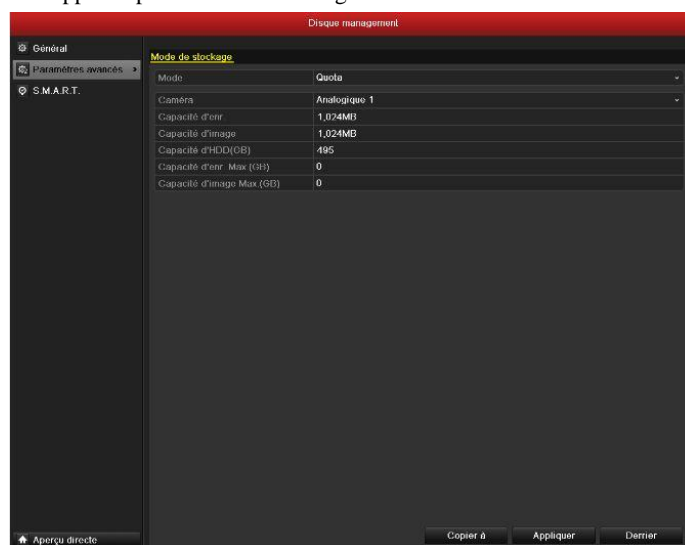 Disque management
Général
Paramètres avancés
S.M.A.R.T.
Mode de stockage
Mode Quota
Caméra Analogique 1
Capacité d'enr. 1,024MB
Capacité d'image 1,024MB
Capacité d'HDD(GB) 495
Capacité d'enr. Max.(GB) 0
Capacité d'image Max.(GB) 0
Copier à Appliquer Derrier
Aperçu directe